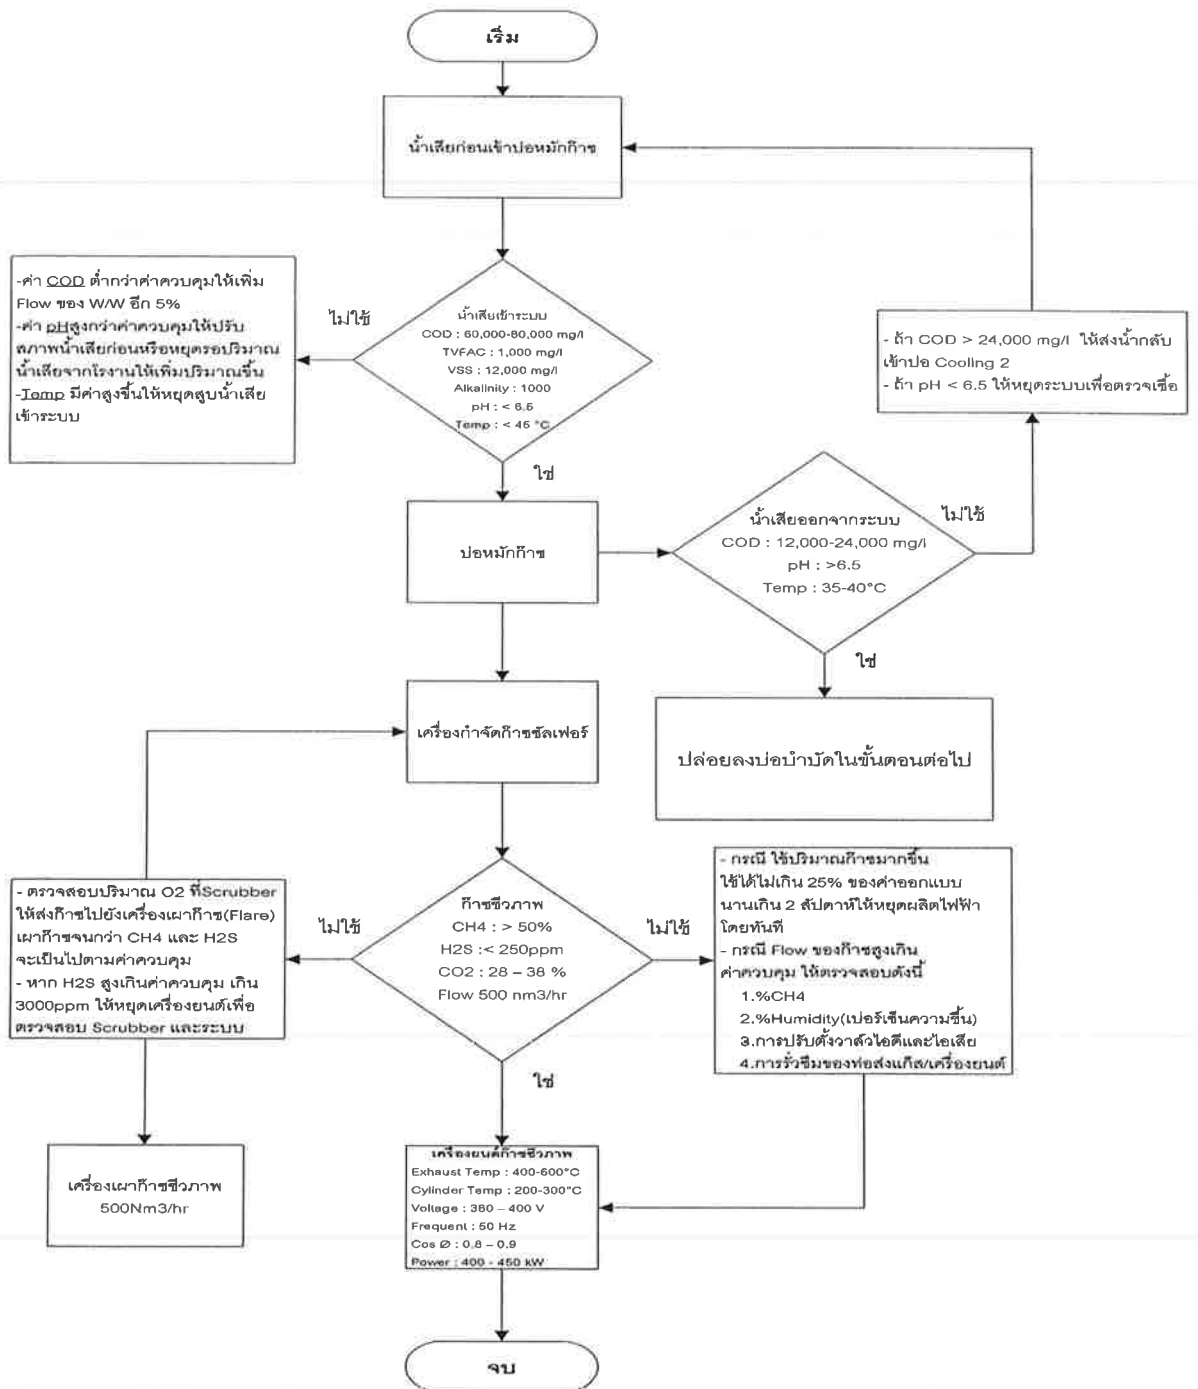 เริ่ม
น้ำเสียก่อนเข้าบ่อหมักก๊าซ
-ค่า COD ต่ำกว่าค่าควบคุมให้เพิ่ม
Flow ของ W/W อีก 5%
-ค่า pHสูงกว่าค่าควบคุมให้ปรับ
สภาพน้ำเสียก่อนหรือหยุดรอปริมาณ
น้ำเสียจากโรงานให้เพิ่มปริมาณขึ้น
-Temp มีค่าสูงขึ้นให้หยุดสูบน้ำเสีย
เข้าระบบ
ไม่ใช้
น้ำเสียเข้าระบบ
COD : 60,000-80,000 mg/l
TVFAC : 1,000 mg/l
VSS : 12,000 mg/l
Alkalinity : 1000
pH : < 6.5
Temp : < 45 °C
ใช่
- ถ้า COD > 24,000 mg/l ให้ส่งน้ำกลับ
เข้าบ่อ Cooling 2
- ถ้า pH < 6.5 ให้หยุดระบบเพื่อตรวจเชื้อ
บ่อหมักก๊าซ
น้ำเสียออกจากระบบ
COD : 12,000-24,000 mg/l
pH : >6.5
Temp : 35-40°C
ไม่ใช้
ใช่
ปล่อยลงบ่อบำบัดในขั้นตอนต่อไป
เครื่องกำจัดก๊าซซัลเฟอร์
- ตรวจสอบปริมาณ O2 ที่Scrubber
ให้ส่งก๊าซไปยังเครื่องเผาก๊าซ(Flare)
เผาก๊าซจนกว่า CH4 และ H2S
จะเป็นไปตามค่าควบคุม
- หาก H2S สูงเกินค่าควบคุม เกิน
3000ppm ให้หยุดเครื่องยนต์เพื่อ
ตรวจสอบ Scrubber และระบบ
ไม่ใช้
ก๊าซชีวภาพ
CH4 : > 50%
H2S :< 250ppm
CO2 : 28 – 38 %
Flow 500 nm3/hr
ไม่ใช้
ใช่
- กรณี ใช้ปริมาณก๊าซมากขึ้น
ใช้ได้ไม่เกิน 25% ของค่าออกแบบ
นานเกิน 2 สัปดาห์ให้หยุดผลิตไฟฟ้า
โดยทันที
- กรณี Flow ของก๊าซสูงเกิน
ค่าควบคุม ให้ตรวจสอบดังนี้
1.%CH4
2.%Humidity(เปอร์เซ็นความชื้น)
3.การปรับตั้งวาล์วไอดีและไอเสีย
4.การรั่วซึมของท่อส่งแก๊ส/เครื่องยนต์
เครื่องเผาก๊าซชีวภาพ
500Nm3/hr
เครื่องยนต์ก๊าซชีวภาพ
Exhaust Temp : 400-600°C
Cylinder Temp : 200-300°C
Voltage : 380 – 400 V
Frequent : 50 Hz
Cos Ø : 0.8 – 0.9
Power : 400 - 450 kW
จบ